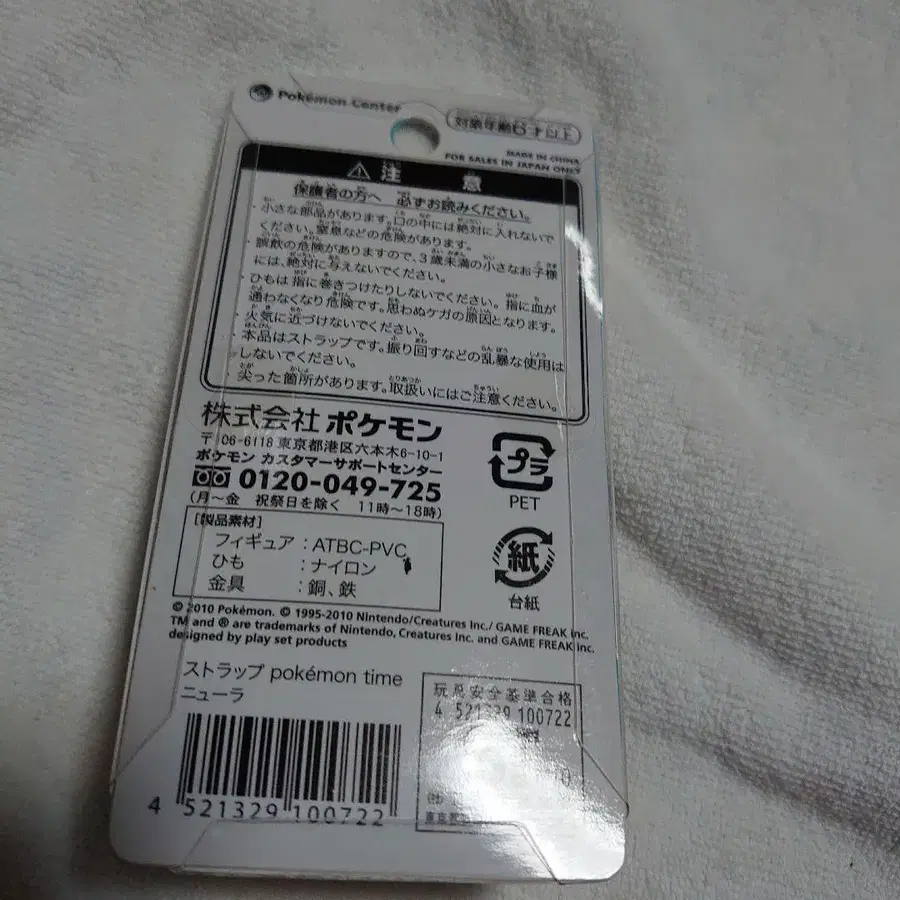 Pokémon Center
対象年齢6才以上
MADE IN CHINA
FOR SALES IN JAPAN ONLY
⚠注 意
保護者の方へ 必ずお読みください。
・小さな部品があります。口の中には絶対に入れないで
ください。窒息などの危険があります。
・誤飲の危険がありますので、3歳未満の小さなお子様
には、絶対に与えないでください。
・ひもは指に巻きつけたりしないでください。指に血が
通わなくなり危険です。思わぬケガの原因となります。
・火気に近づけないでください。
・本品はストラップです。振り回すなどの乱暴な使用は
しないでください。
・尖った箇所があります。取扱いにはご注意ください。
株式会社 ポケモン
〒106-6118 東京都港区六本木6-10-1
ポケモン カスタマーサポートセンター
0120-049-725
(月〜金 祝祭日を除く 11時〜18時)
プラ
PET
紙
台紙
[製品素材]
フィギュア : ATBC-PVC
ひも : ナイロン
金具 : 銅、鉄
© 2010 Pokémon. © 1995-2010 Nintendo/Creatures Inc./ GAME FREAK inc.
TM and ® are trademarks of Nintendo, Creatures Inc. and GAME FREAK inc.
designed by play set products
ストラップ pokémon time
ニューラ
4 521329 100722
玩具安全基準合格
4 521329 100722